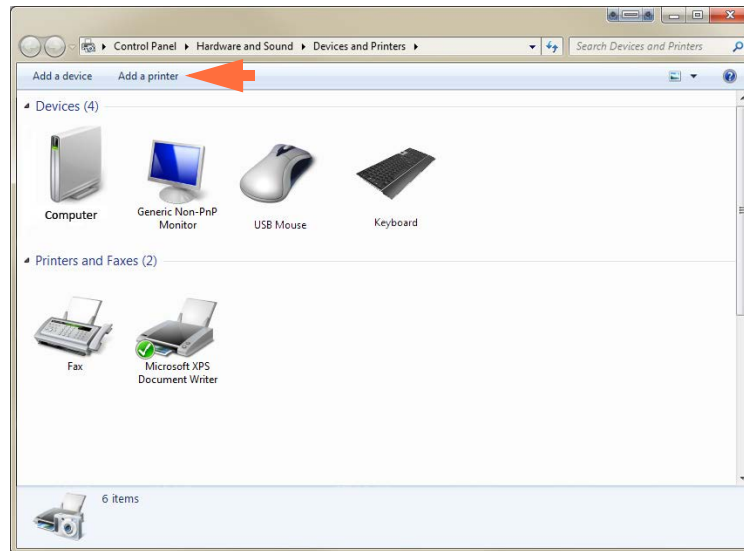 Control Panel ▸ Hardware and Sound ▸ Devices and Printers ▸
Search Devices and Printers
Add a device Add a printer
Devices (4)
Computer
Generic Non-PnP
Monitor
USB Mouse
Keyboard
Printers and Faxes (2)
Fax
Microsoft XPS
Document Writer
6 items